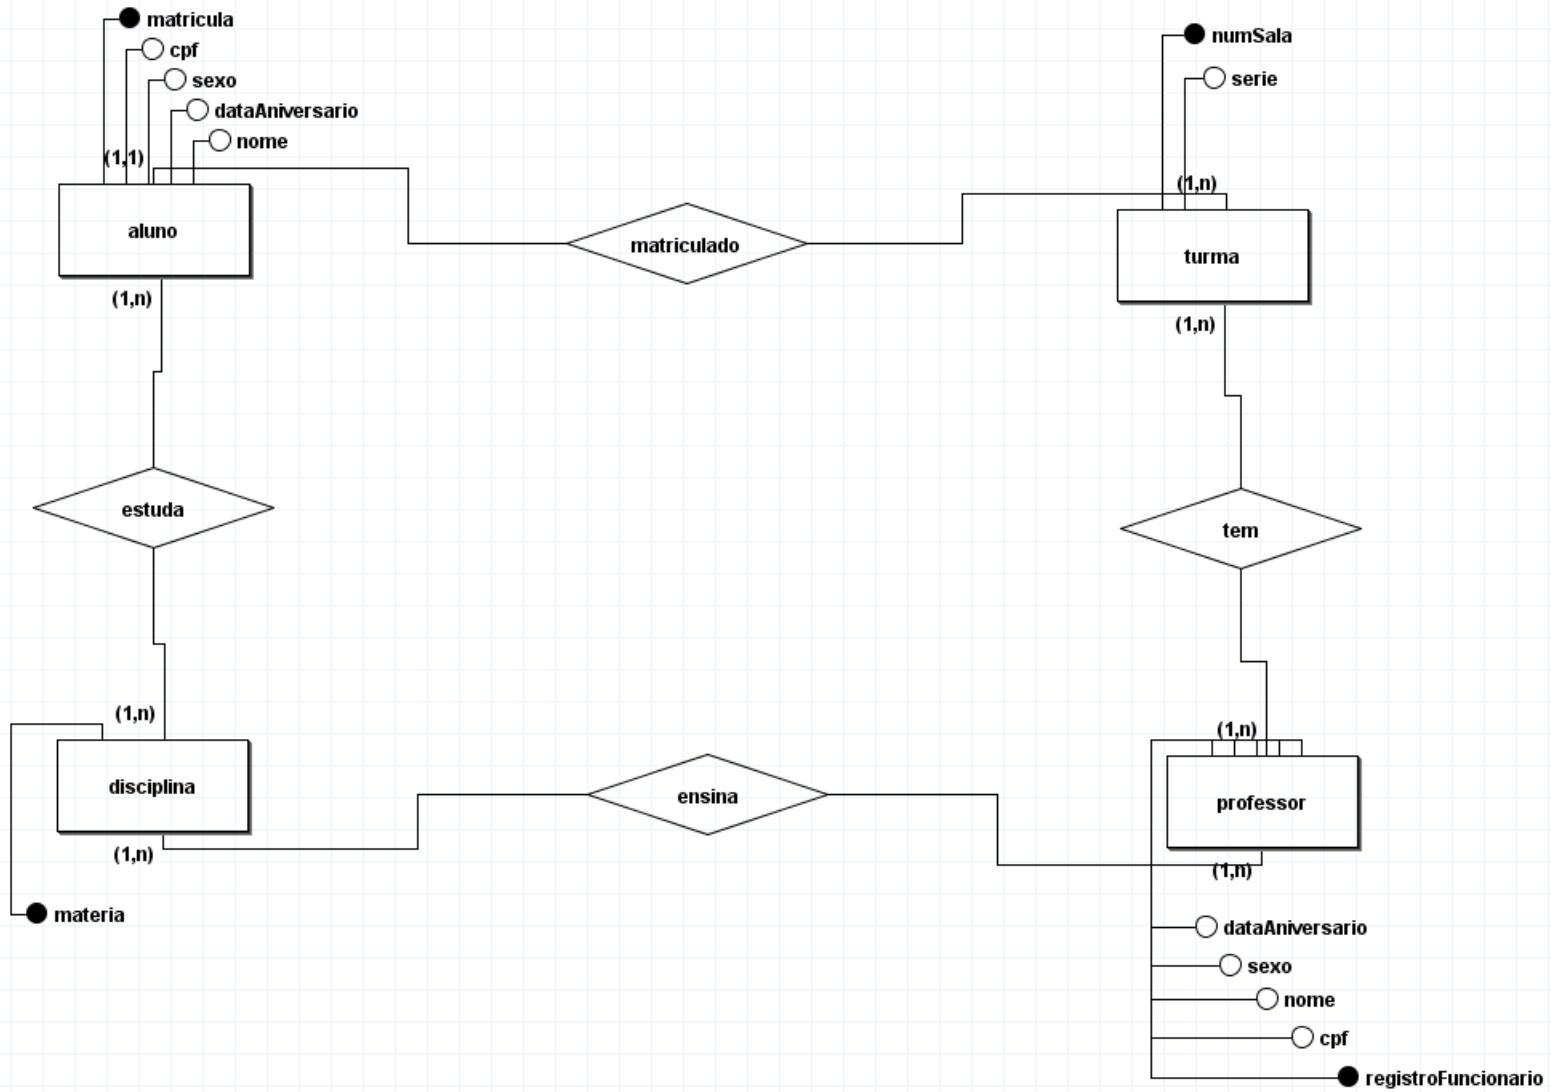 matricula
cpf
sexo
dataAniversario
nome
(1,1)
aluno
(1,n)
matriculado
numSala
serie
(1,n)
turma
(1,n)
estuda
tem
(1,n)
disciplina
(1,n)
materia
ensina
(1,n)
professor
(1,n)
dataAniversario
sexo
nome
cpf
registroFuncionario